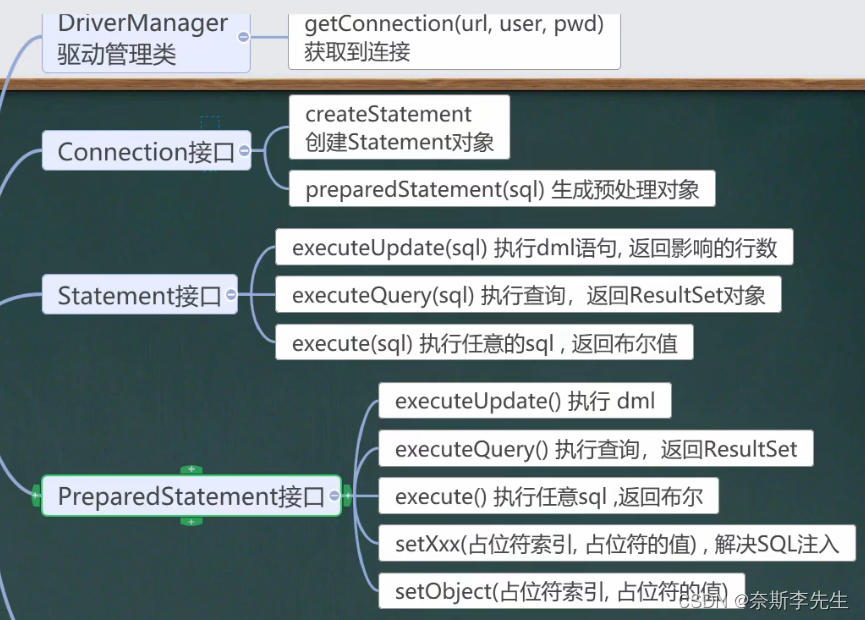 DriverManager
驱动管理类
getConnection(url, user, pwd)
获取到连接
Connection接口
createStatement
创建Statement对象
preparedStatement(sql) 生成预处理对象
Statement接口
executeUpdate(sql) 执行dml语句, 返回影响的行数
executeQuery(sql) 执行查询，返回ResultSet对象
execute(sql) 执行任意的sql , 返回布尔值
PreparedStatement接口
executeUpdate() 执行 dml
executeQuery() 执行查询，返回ResultSet
execute() 执行任意sql ,返回布尔
setXxx(占位符索引, 占位符的值) , 解决SQL注入
setObject(占位符索引, 占位符的值)
CSDN @奈斯李先生